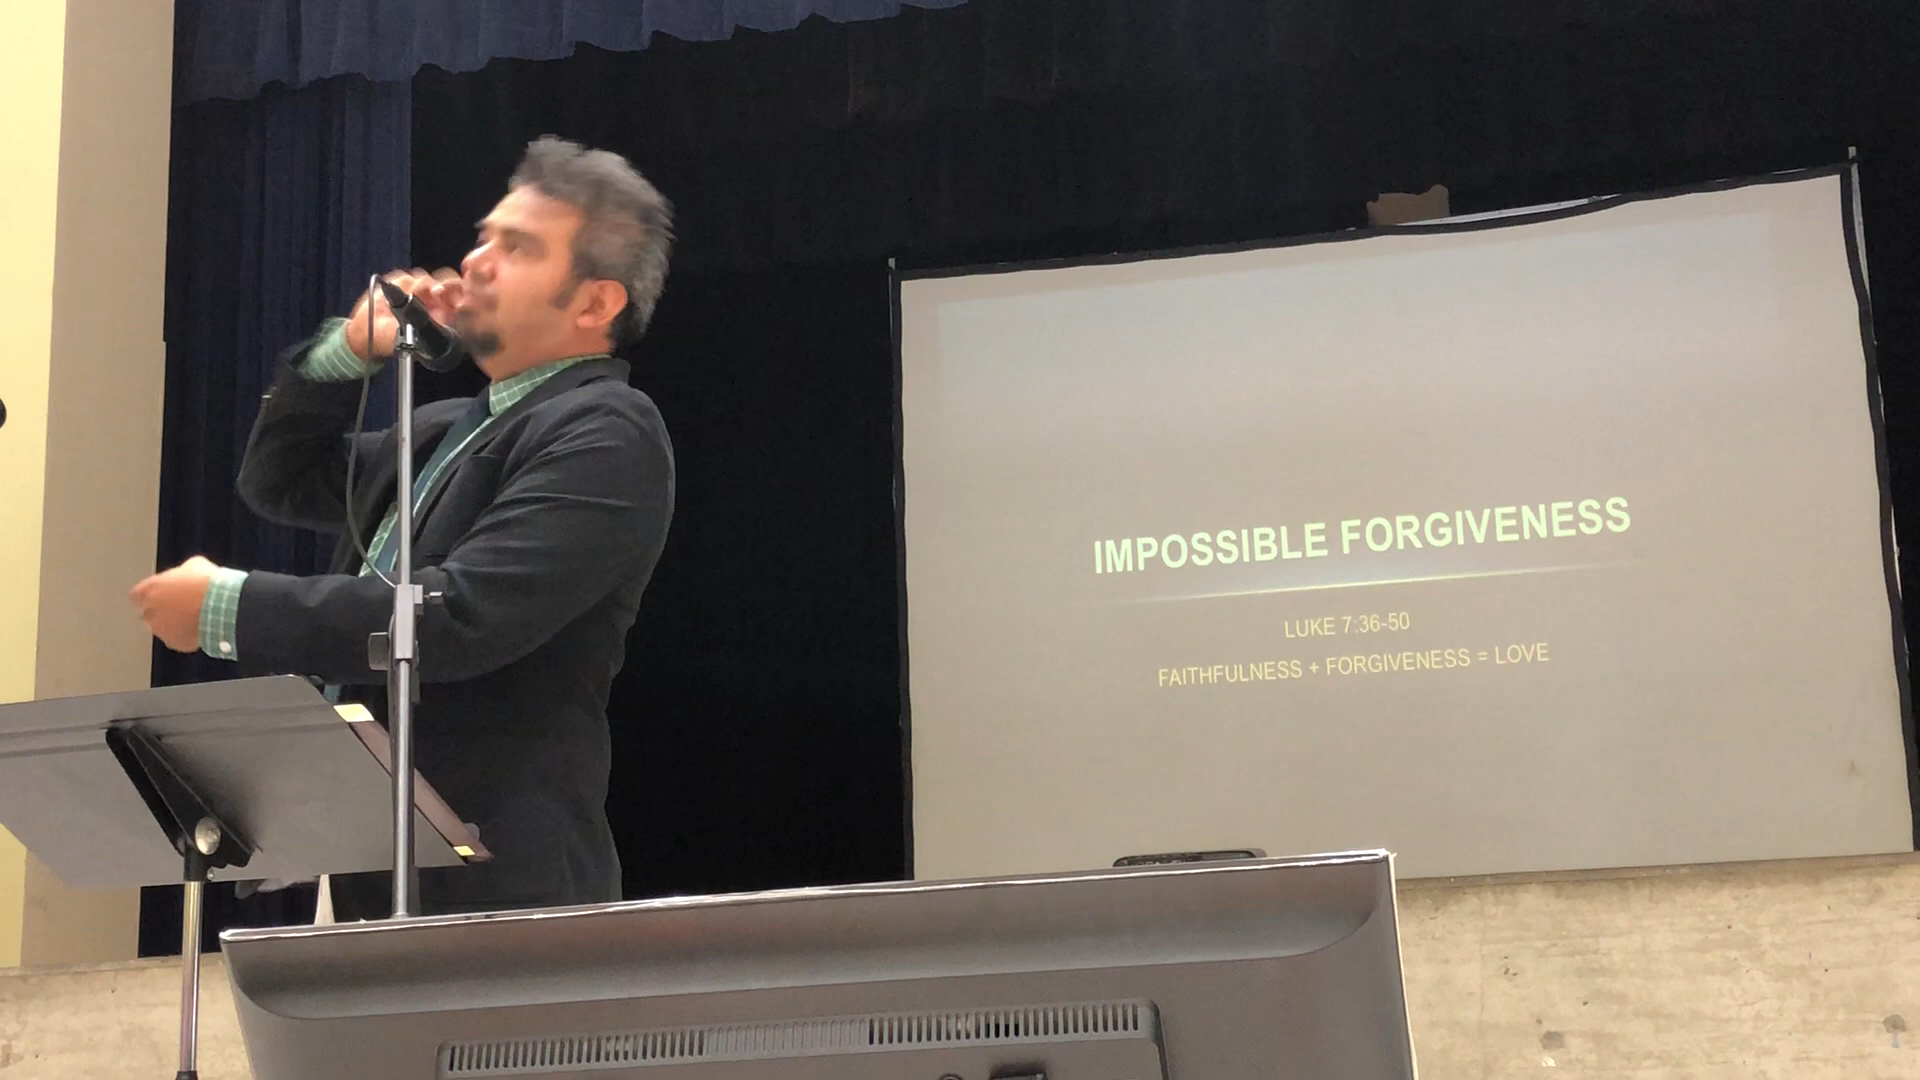 IMPOSSIBLE FORGIVENESS
LUKE 7:36-50
FAITHFULNESS + FORGIVENESS = LOVE